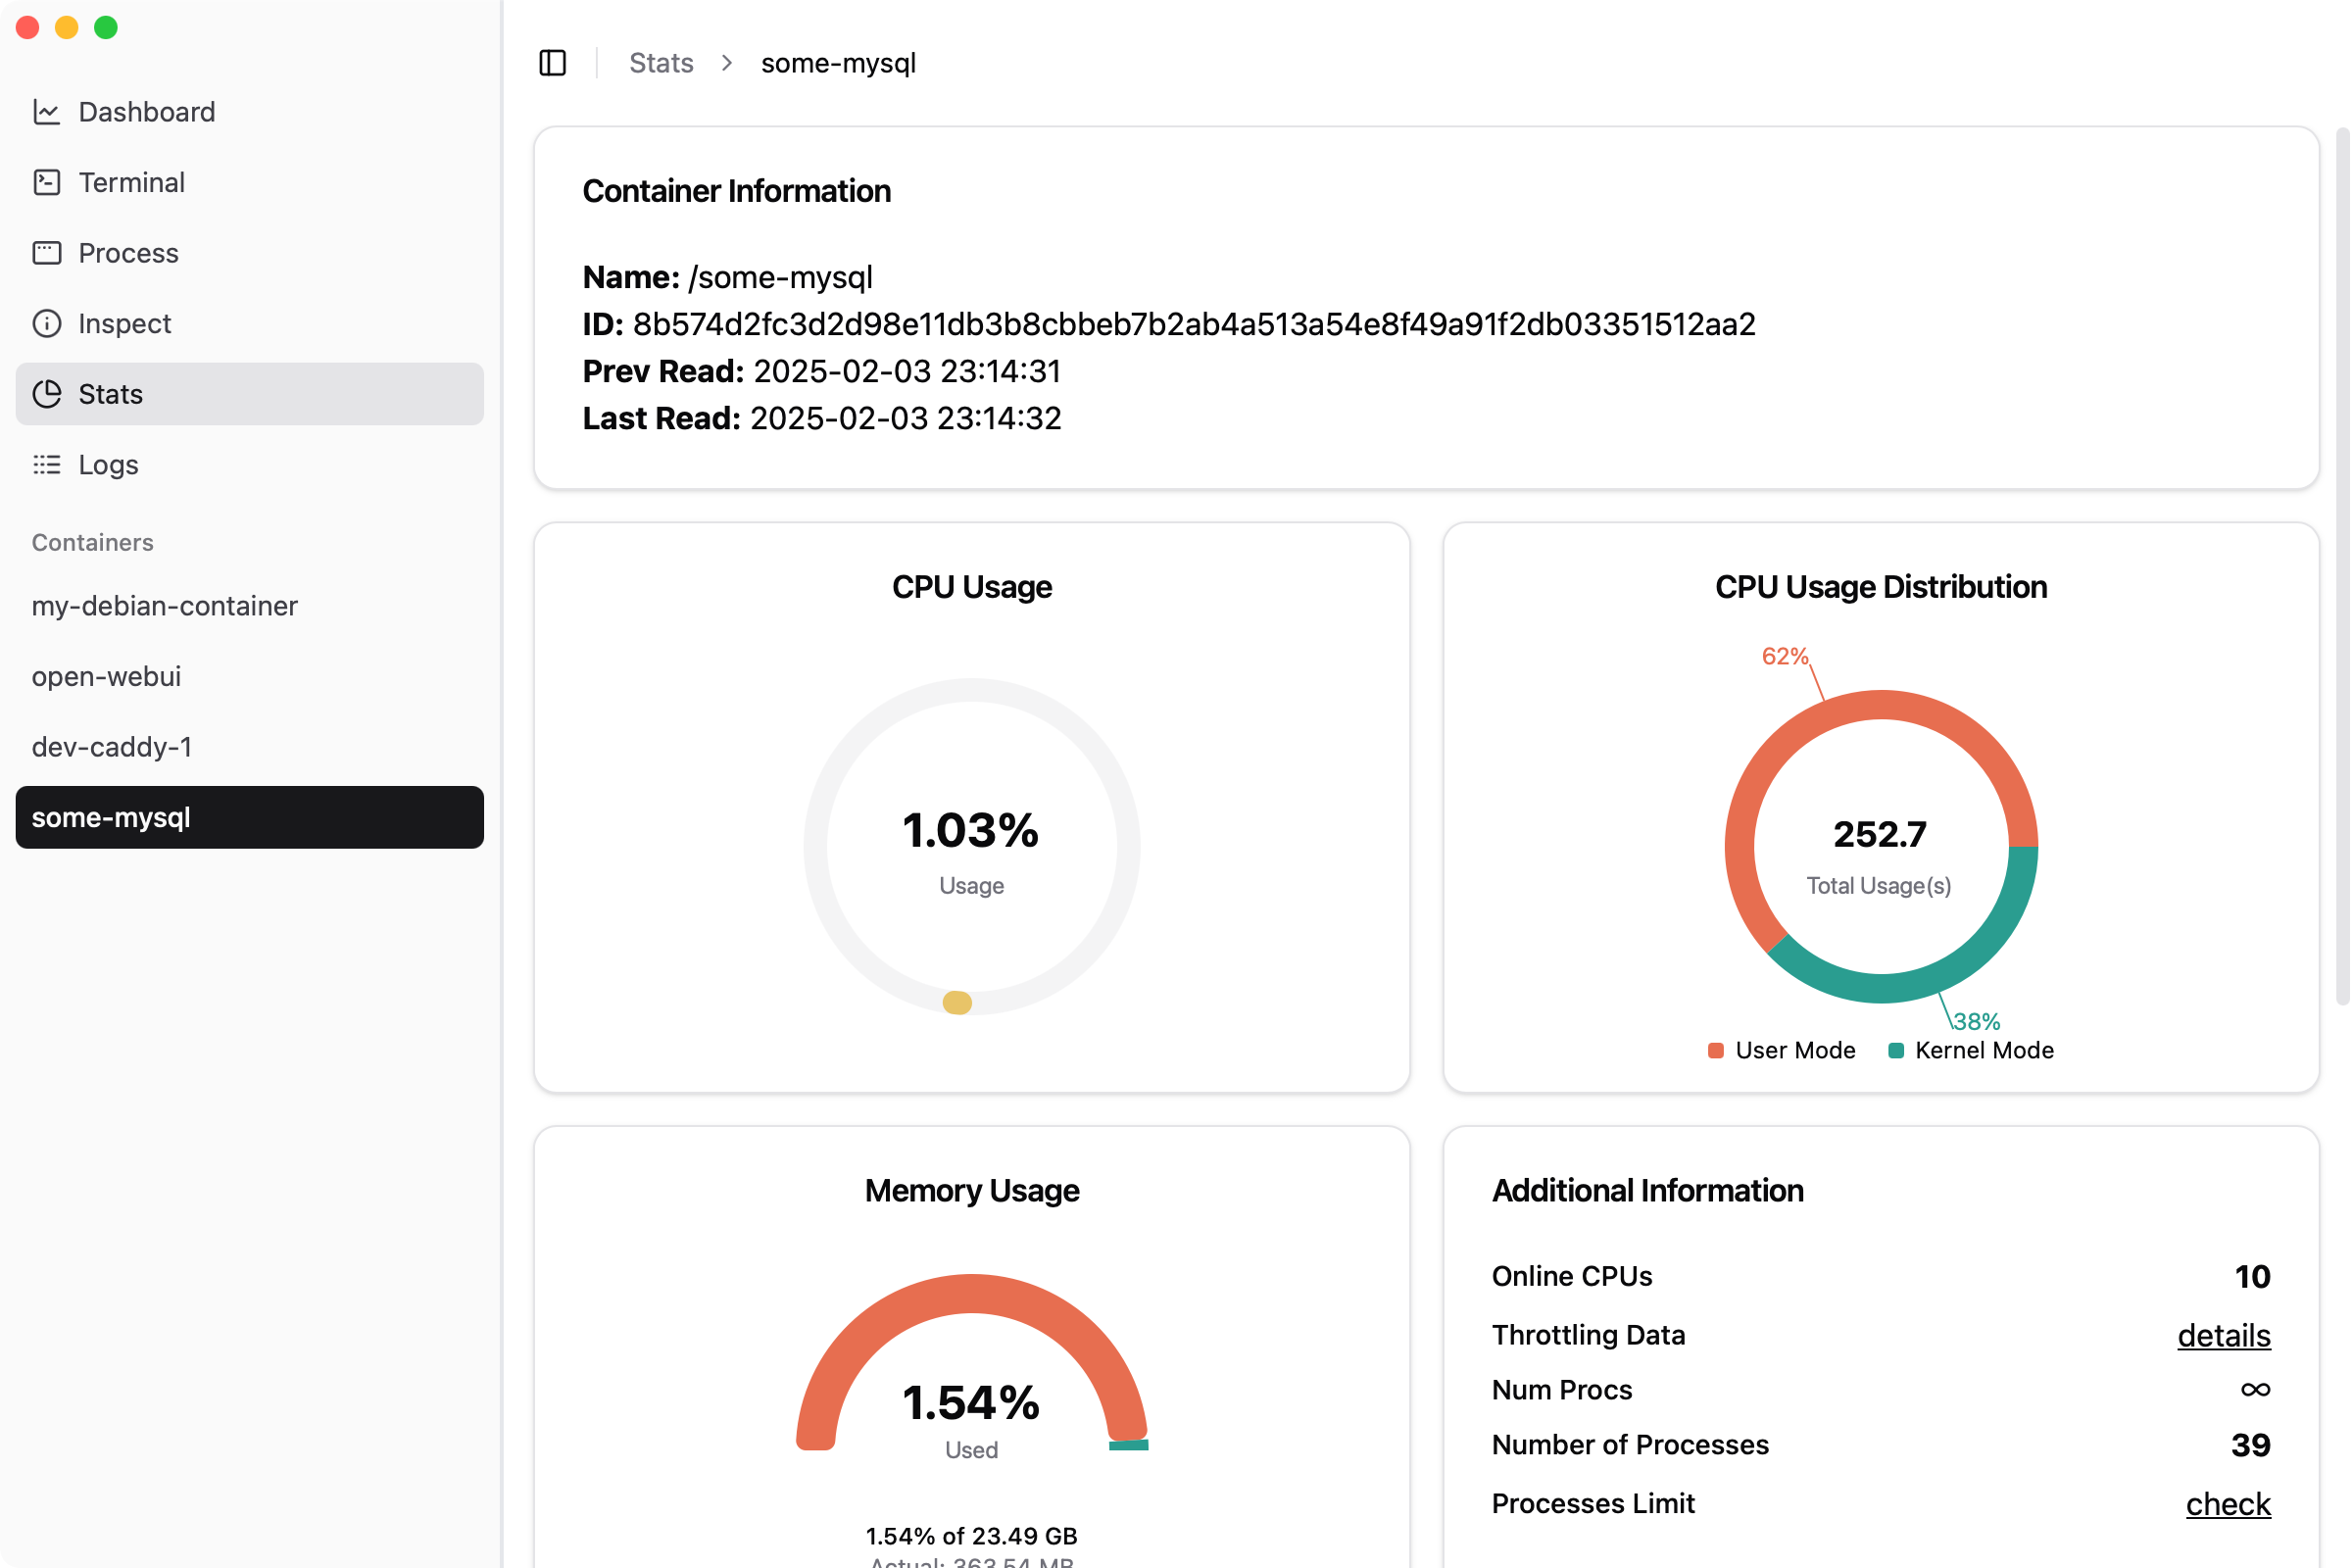 Dashboard
Terminal
Process
Inspect
Stats
Logs
Containers
my-debian-container
open-webui
dev-caddy-1
some-mysql
Stats > some-mysql
Container Information
Name: /some-mysql
ID: 8b574d2fc3d2d98e11db3b8cbbeb7b2ab4a513a54e8f49a91f2db03351512aa2
Prev Read: 2025-02-03 23:14:31
Last Read: 2025-02-03 23:14:32
CPU Usage
1.03%
Usage
CPU Usage Distribution
62%
252.7
Total Usage(s)
38%
User Mode
Kernel Mode
Memory Usage
1.54%
Used
1.54% of 23.49 GB
Actual: 363.54 MB
Additional Information
Online CPUs 10
Throttling Data details
Num Procs ∞
Number of Processes 39
Processes Limit check